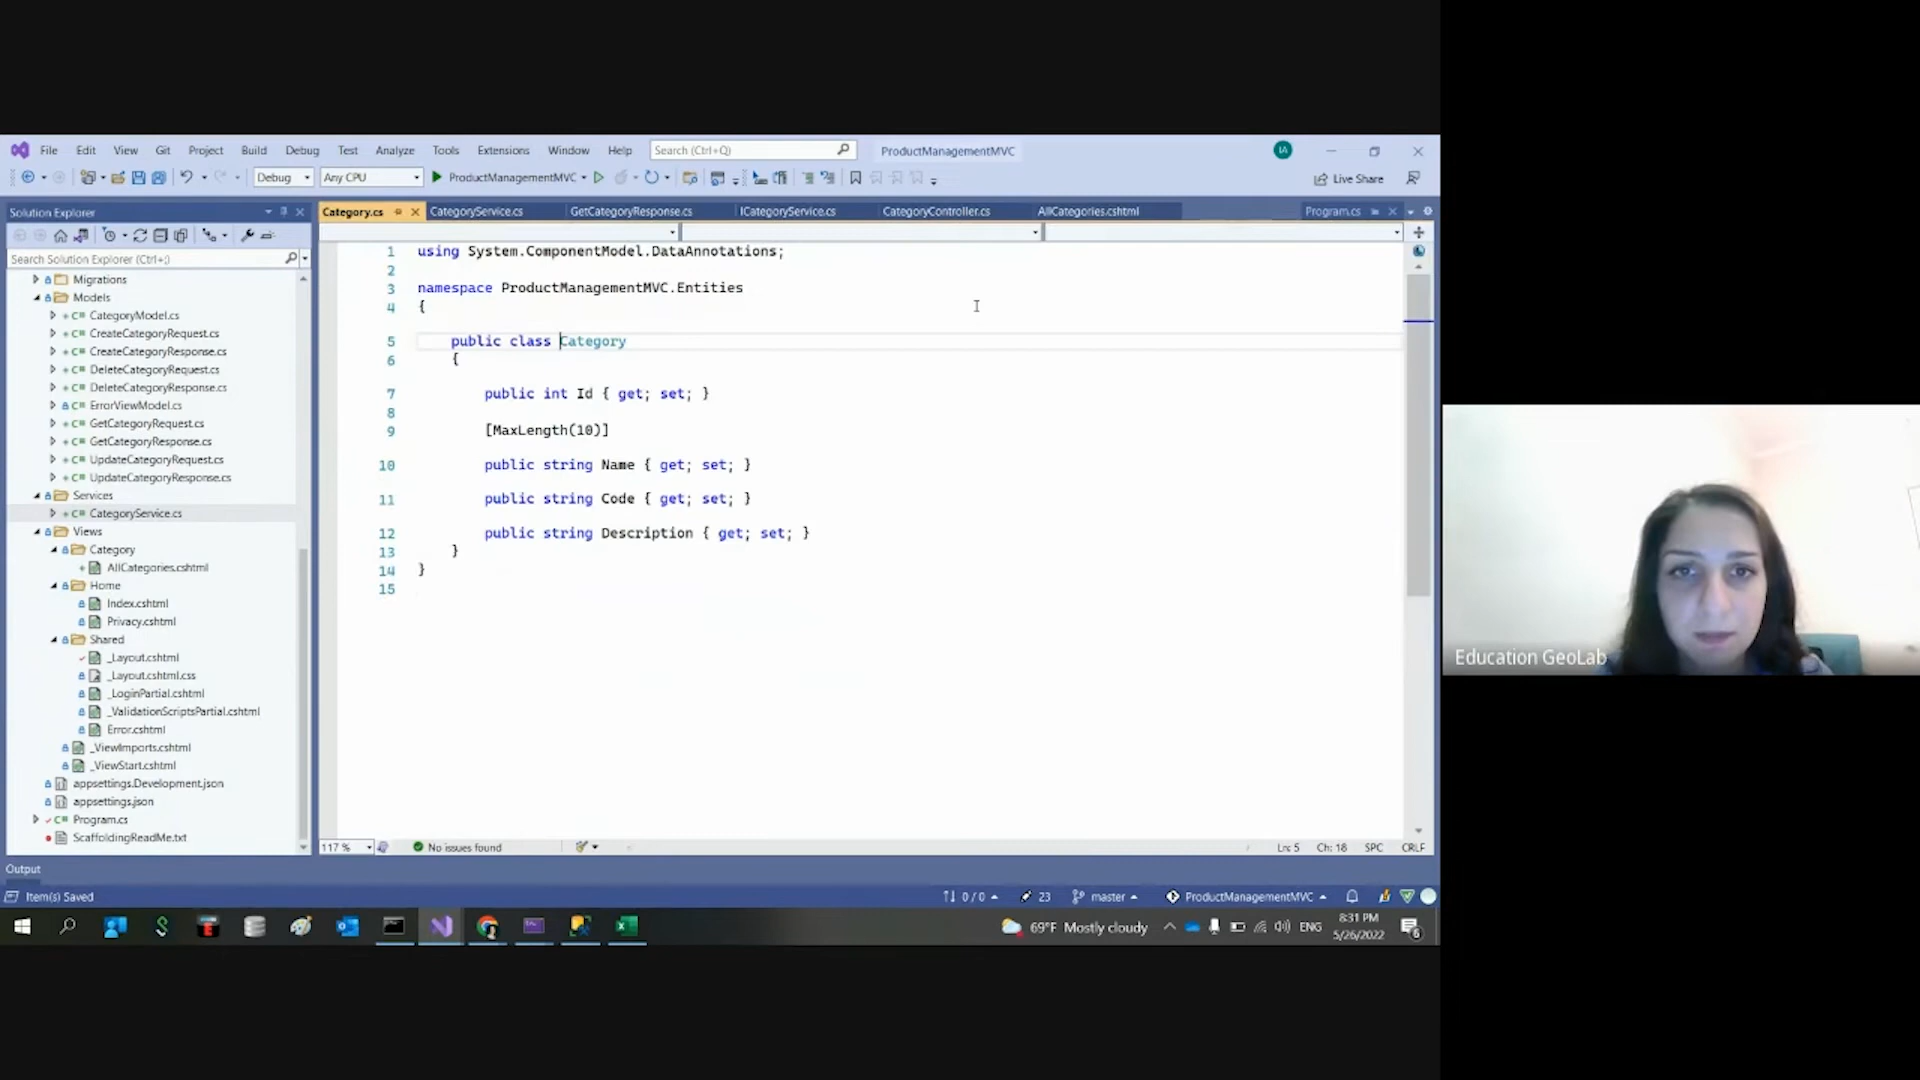 File Edit View Git Project Build Debug Test Analyze Tools Extensions Window Help Search (Ctrl+Q) ProductManagementMVC IA
Debug Any CPU ProductManagementMVC Live Share
Solution Explorer
Search Solution Explorer (Ctrl+;)
Migrations
Models
C# CategoryModel.cs
C# CreateCategoryRequest.cs
C# CreateCategoryResponse.cs
C# DeleteCategoryRequest.cs
C# DeleteCategoryResponse.cs
C# ErrorViewModel.cs
C# GetCategoryRequest.cs
C# GetCategoryResponse.cs
C# UpdateCategoryRequest.cs
C# UpdateCategoryResponse.cs
Services
C# CategoryService.cs
Views
Category
AllCategories.cshtml
Home
Index.cshtml
Privacy.cshtml
Shared
_Layout.cshtml
_Layout.cshtml.css
_LoginPartial.cshtml
_ValidationScriptsPartial.cshtml
Error.cshtml
_ViewImports.cshtml
_ViewStart.cshtml
appsettings.Development.json
appsettings.json
C# Program.cs
ScaffoldingReadMe.txt
Category.cs CategoryService.cs GetCategoryResponse.cs ICategoryService.cs CategoryController.cs AllCategories.cshtml Program.cs
1 using System.ComponentModel.DataAnnotations;
2
3 namespace ProductManagementMVC.Entities
4 {
5 public class Category
6 {
7 public int Id { get; set; }
8
9 [MaxLength(10)]
10 public string Name { get; set; }
11 public string Code { get; set; }
12 public string Description { get; set; }
13 }
14 }
15
117 % No issues found Ln: 5 Ch: 18 SPC CRLF
Output
Item(s) Saved 0 / 0 23 master ProductManagementMVC
69°F Mostly cloudy ENG 8:31 PM 5/26/2022 6
Education GeoLab